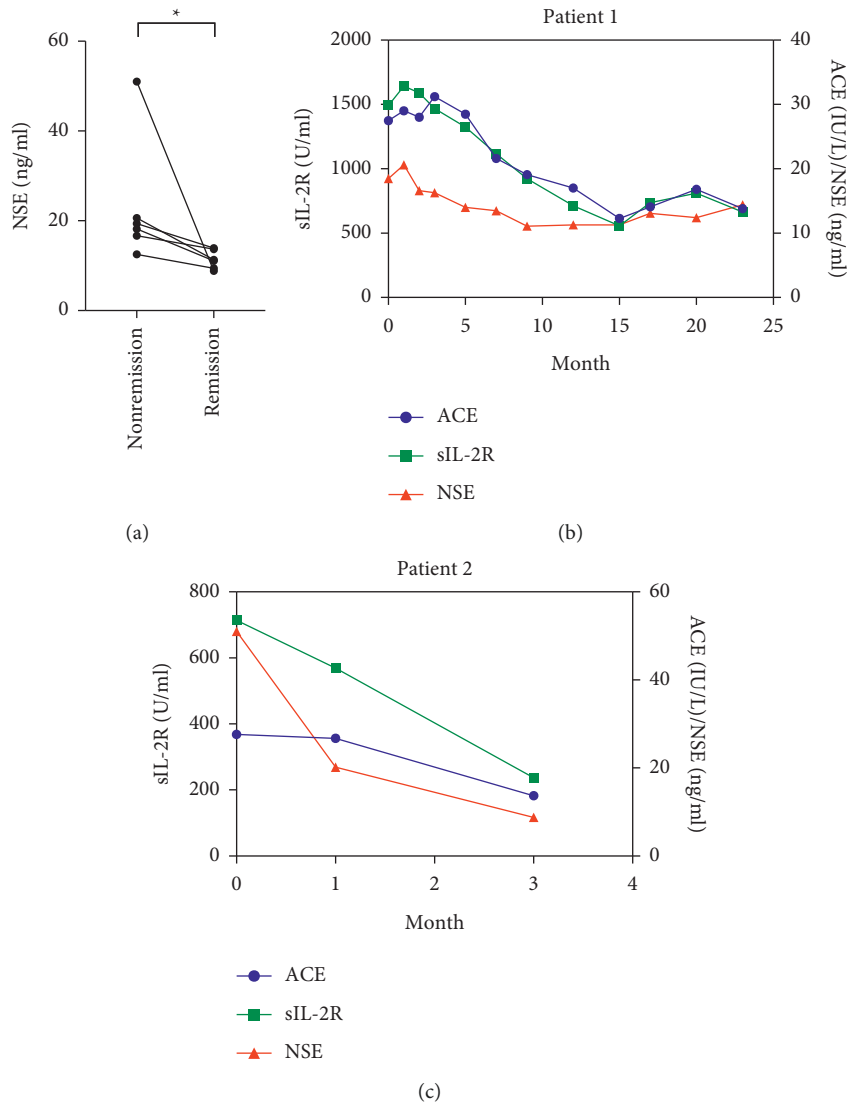 *
60
40
20
0
NSE (ng/ml)
Nonremission
Remission
(a)
Patient 1
2000
1500
1000
500
0
sIL-2R (U/ml)
40
30
20
10
0
ACE (IU/L)/NSE (ng/ml)
0 5 10 15 20 25
Month
ACE
sIL-2R
NSE
(b)
Patient 2
800
600
400
200
0
sIL-2R (U/ml)
60
40
20
0
ACE (IU/L)/NSE (ng/ml)
0 1 2 3 4
Month
ACE
sIL-2R
NSE
(c)